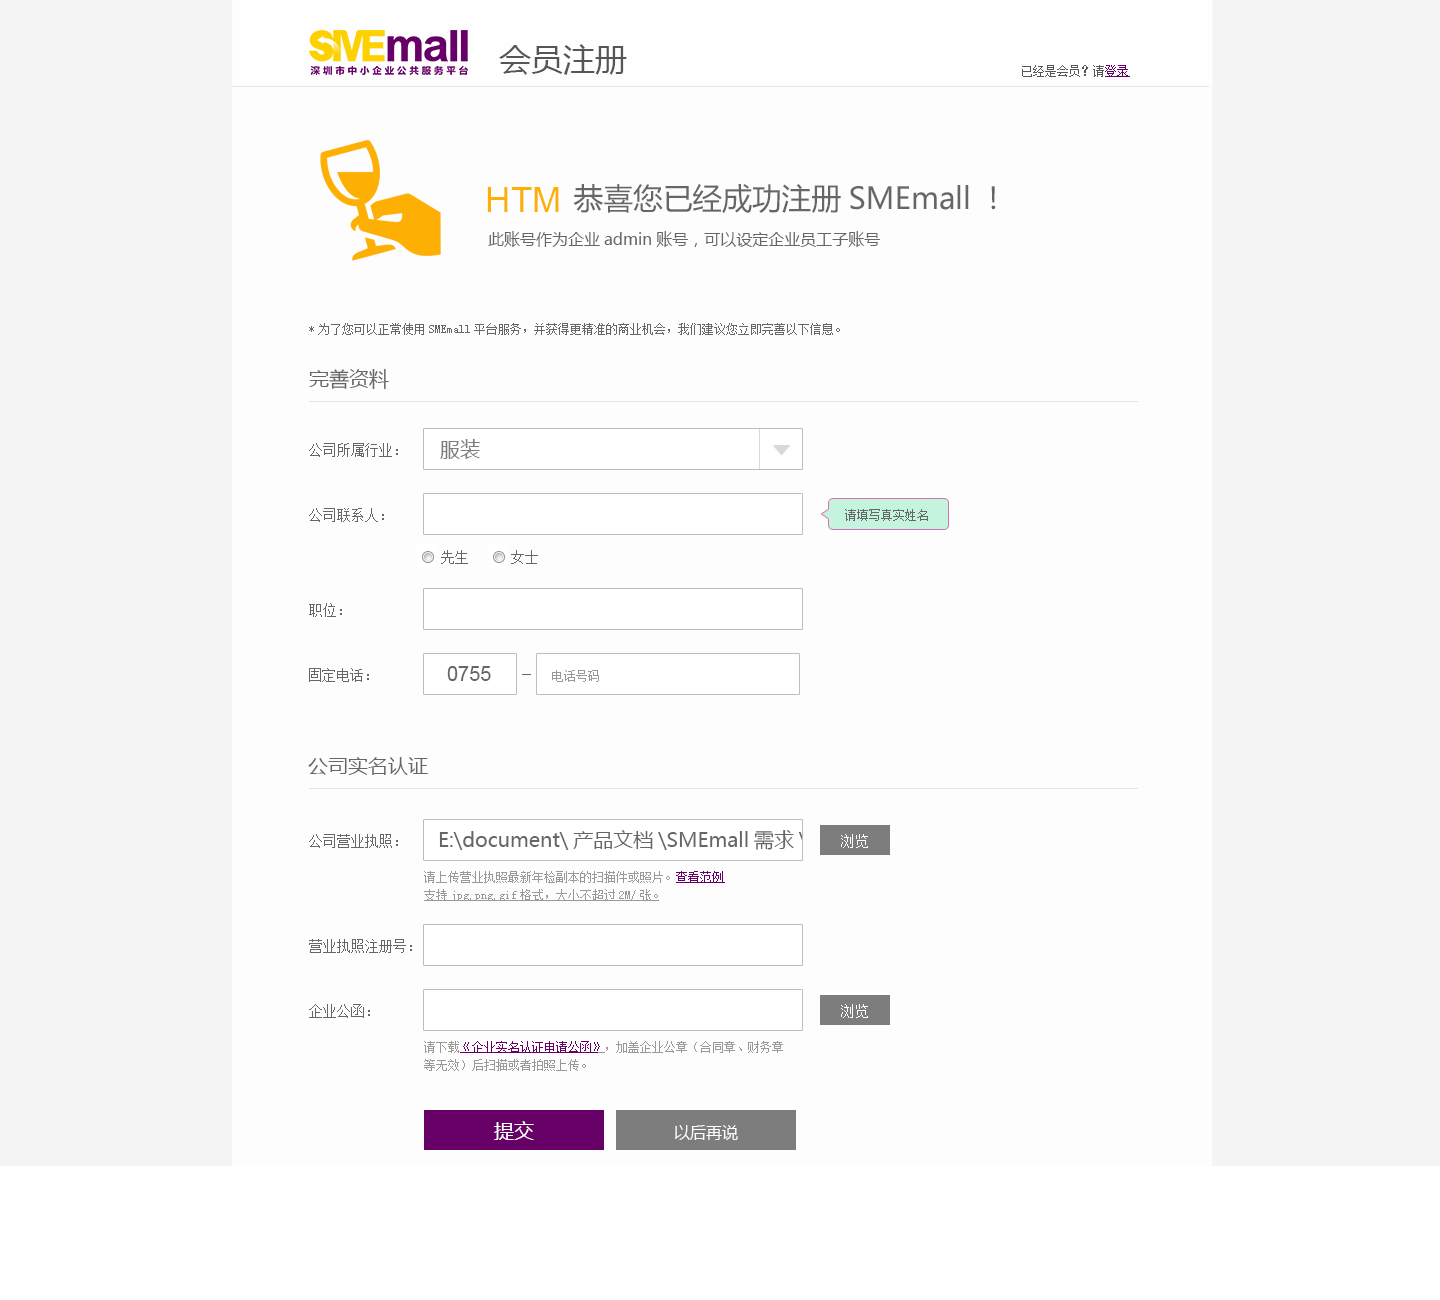 SMEmall
深圳市中小企业公共服务平台
会员注册
已经是会员？请登录
HTM 恭喜您已经成功注册 SMEmall ！
此账号作为企业 admin 账号，可以设定企业员工子账号
* 为了您可以正常使用 SMEmall 平台服务，并获得更精准的商业机会，我们建议您立即完善以下信息。
完善资料
公司所属行业： 服装
公司联系人： 请填写真实姓名
先生 女士
职位：
固定电话： 0755 – 电话号码
公司实名认证
公司营业执照： E:\document\ 产品文档 \SMEmall 需求 \ 浏览
请上传营业执照最新年检副本的扫描件或照片。查看范例
支持 jpg,png,gif 格式，大小不超过 2M/ 张。
营业执照注册号：
企业公函： 浏览
请下载《企业实名认证申请公函》，加盖企业公章（合同章、财务章
等无效）后扫描或者拍照上传。
提交 以后再说